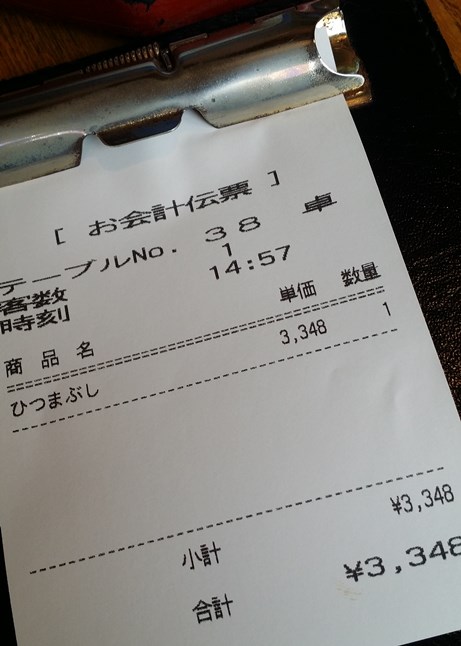 [ お会計伝票 ]
テーブルNo. 38 卓
客数 1
時刻 14:57
商品名 単価 数量
ひつまぶし 3,348 1
小計 ¥3,348
合計 ¥3,348